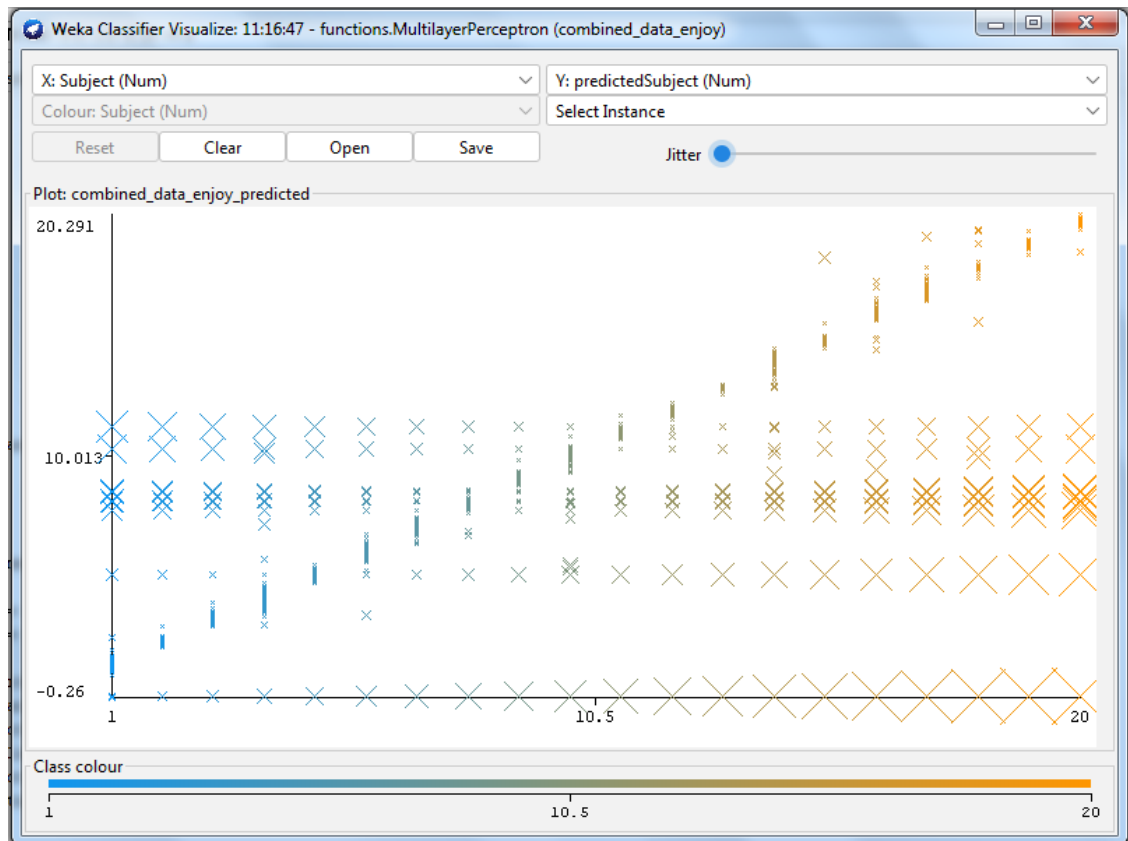 Weka Classifier Visualize: 11:16:47 - functions.MultilayerPerceptron (combined_data_enjoy)
X: Subject (Num)
Y: predictedSubject (Num)
Colour: Subject (Num)
Select Instance
Reset Clear Open Save
Jitter
Plot: combined_data_enjoy_predicted
20.291
10.013
-0.26
1 10.5 20
Class colour
1 10.5 20